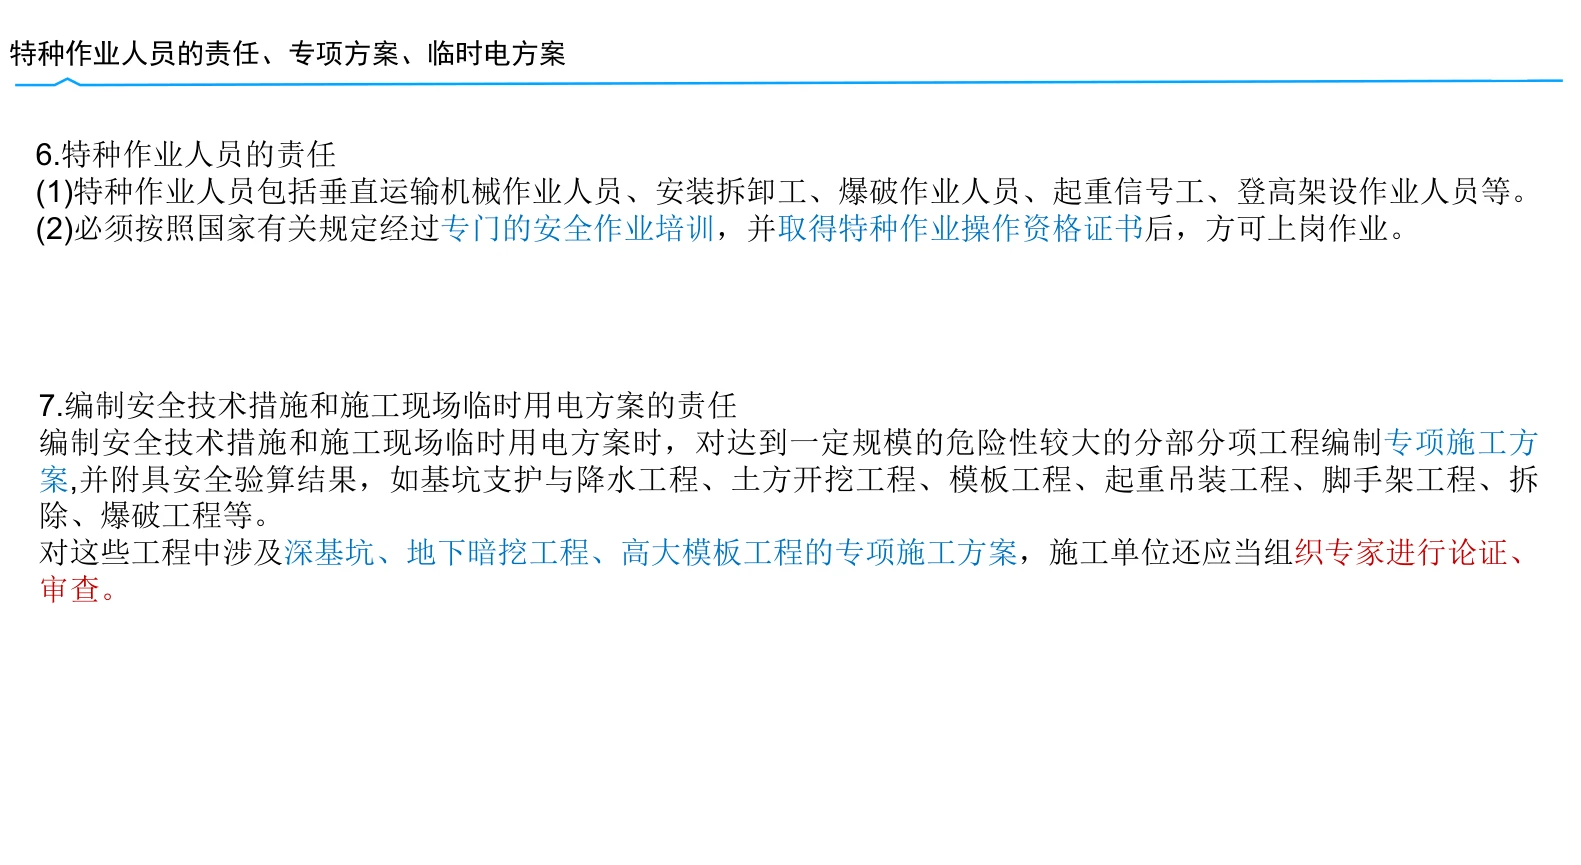 特种作业人员的责任、专项方案、临时电方案
6.特种作业人员的责任
(1)特种作业人员包括垂直运输机械作业人员、安装拆卸工、爆破作业人员、起重信号工、登高架设作业人员等。
(2)必须按照国家有关规定经过专门的安全作业培训，并取得特种作业操作资格证书后，方可上岗作业。
7.编制安全技术措施和施工现场临时用电方案的责任
编制安全技术措施和施工现场临时用电方案时，对达到一定规模的危险性较大的分部分项工程编制专项施工方
案,并附具安全验算结果，如基坑支护与降水工程、土方开挖工程、模板工程、起重吊装工程、脚手架工程、拆
除、爆破工程等。
对这些工程中涉及深基坑、地下暗挖工程、高大模板工程的专项施工方案，施工单位还应当组织专家进行论证、
审查。